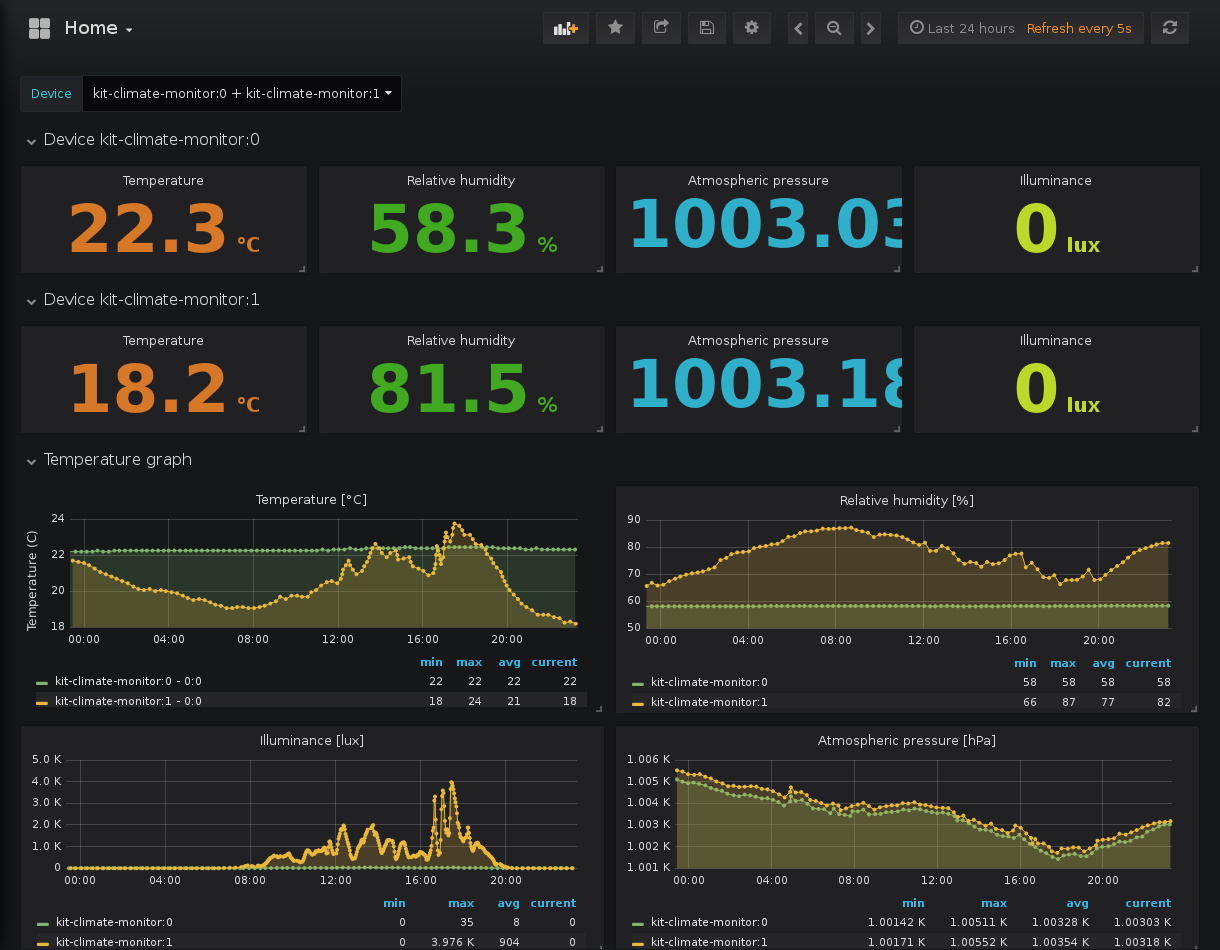 Home
Last 24 hours Refresh every 5s
Device kit-climate-monitor:0 + kit-climate-monitor:1
Device kit-climate-monitor:0
Temperature Relative humidity Atmospheric pressure Illuminance
22.3 °C 58.3 % 1003.03 0 lux
Device kit-climate-monitor:1
Temperature Relative humidity Atmospheric pressure Illuminance
18.2 °C 81.5 % 1003.18 0 lux
Temperature graph
Temperature [°C]
Temperature (C)
24
22
20
18
00:00 04:00 08:00 12:00 16:00 20:00
min max avg current
kit-climate-monitor:0 - 0:0 22 22 22 22
kit-climate-monitor:1 - 0:0 18 24 21 18
Relative humidity [%]
90
80
70
60
50
00:00 04:00 08:00 12:00 16:00 20:00
min max avg current
kit-climate-monitor:0 58 58 58 58
kit-climate-monitor:1 66 87 77 82
Illuminance [lux]
5.0 K
4.0 K
3.0 K
2.0 K
1.0 K
0
00:00 04:00 08:00 12:00 16:00 20:00
min max avg current
kit-climate-monitor:0 0 35 8 0
kit-climate-monitor:1 0 3.976 K 904 0
Atmospheric pressure [hPa]
1.006 K
1.005 K
1.004 K
1.003 K
1.002 K
1.001 K
00:00 04:00 08:00 12:00 16:00 20:00
min max avg current
kit-climate-monitor:0 1.00142 K 1.00511 K 1.00328 K 1.00303 K
kit-climate-monitor:1 1.00171 K 1.00552 K 1.00354 K 1.00318 K